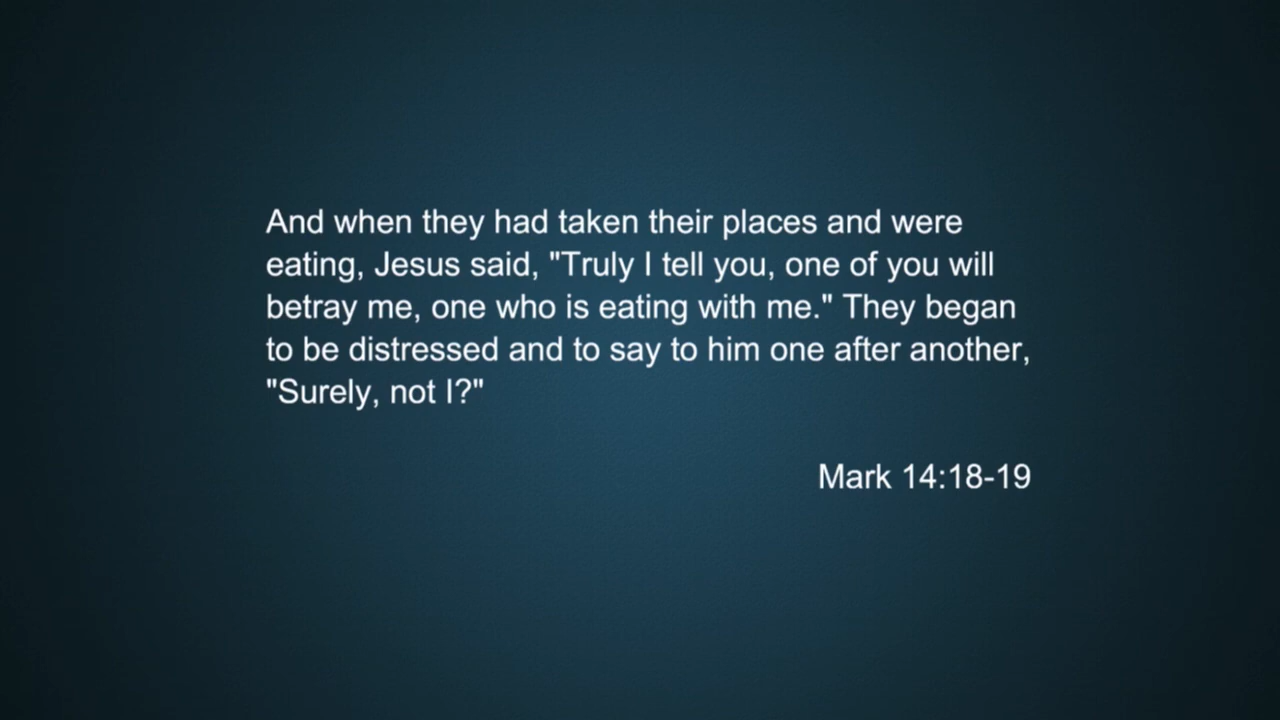 And when they had taken their places and were
eating, Jesus said, "Truly I tell you, one of you will
betray me, one who is eating with me." They began
to be distressed and to say to him one after another,
"Surely, not I?"
Mark 14:18-19